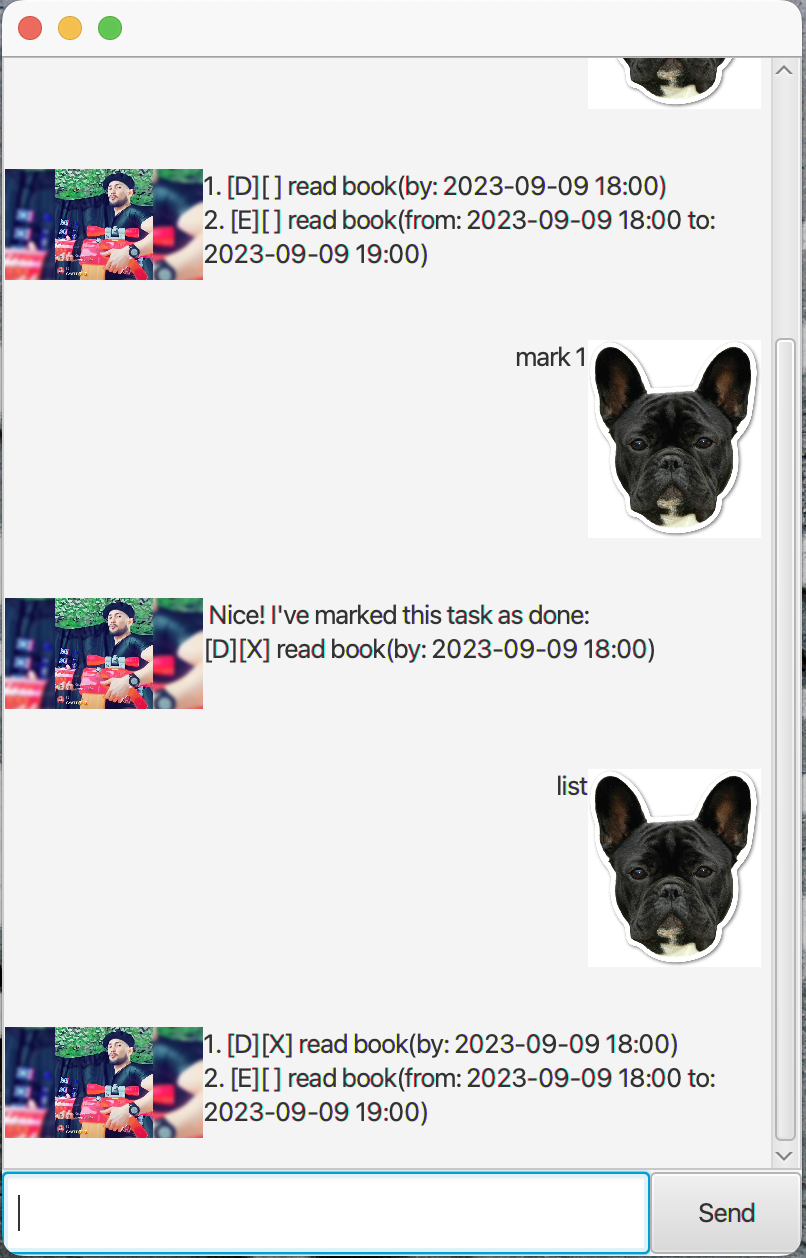 1. [D][ ] read book(by: 2023-09-09 18:00)
2. [E][ ] read book(from: 2023-09-09 18:00 to:
2023-09-09 19:00)
mark 1
Nice! I've marked this task as done:
[D][X] read book(by: 2023-09-09 18:00)
list
1. [D][X] read book(by: 2023-09-09 18:00)
2. [E][ ] read book(from: 2023-09-09 18:00 to:
2023-09-09 19:00)
Send